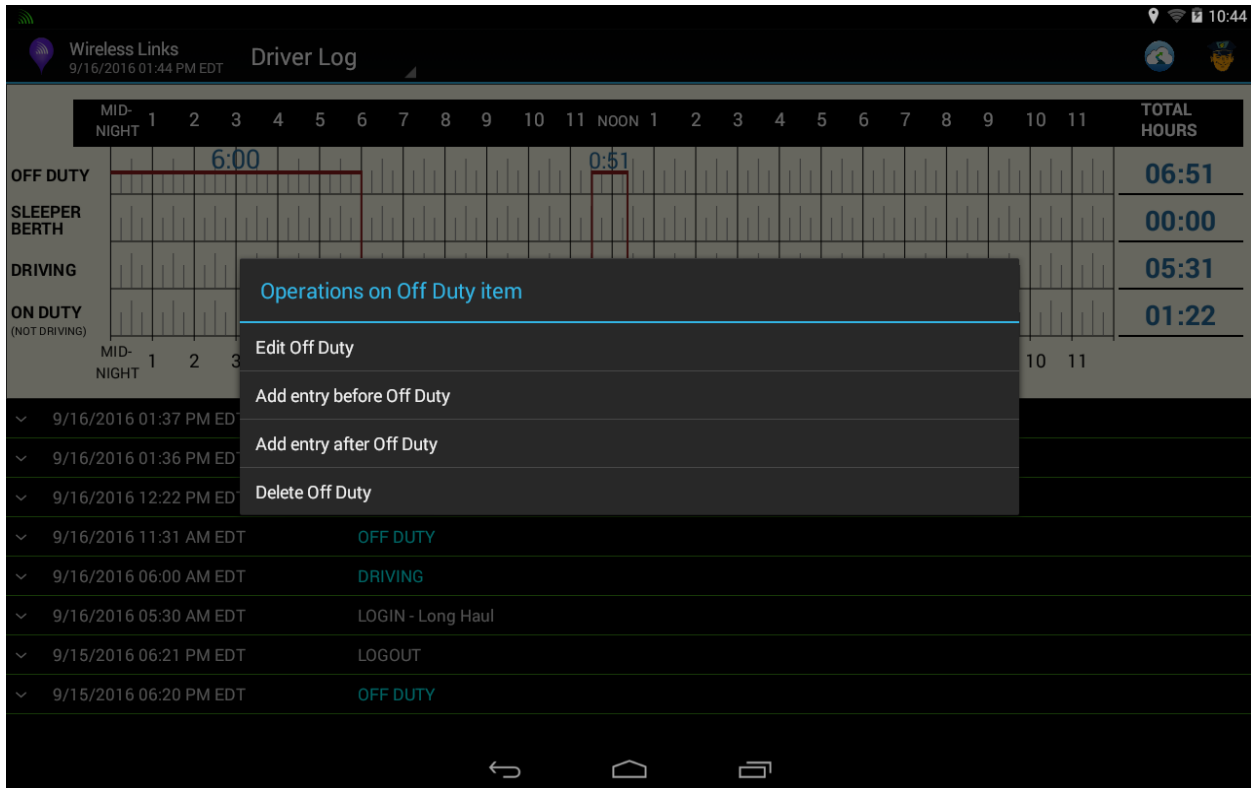 10:44
Wireless Links
9/16/2016 01:44 PM EDT
Driver Log
MID-NIGHT 1 2 3 4 5 6 7 8 9 10 11 NOON 1 2 3 4 5 6 7 8 9 10 11 TOTAL HOURS
6:00 0:51
OFF DUTY 06:51
SLEEPER BERTH 00:00
DRIVING 05:31
ON DUTY 01:22
(NOT DRIVING)
MID-NIGHT 1 2 3 10 11
Operations on Off Duty item
Edit Off Duty
Add entry before Off Duty
Add entry after Off Duty
Delete Off Duty
9/16/2016 01:37 PM ED
9/16/2016 01:36 PM ED
9/16/2016 12:22 PM ED
9/16/2016 11:31 AM EDT OFF DUTY
9/16/2016 06:00 AM EDT DRIVING
9/16/2016 05:30 AM EDT LOGIN - Long Haul
9/15/2016 06:21 PM EDT LOGOUT
9/15/2016 06:20 PM EDT OFF DUTY